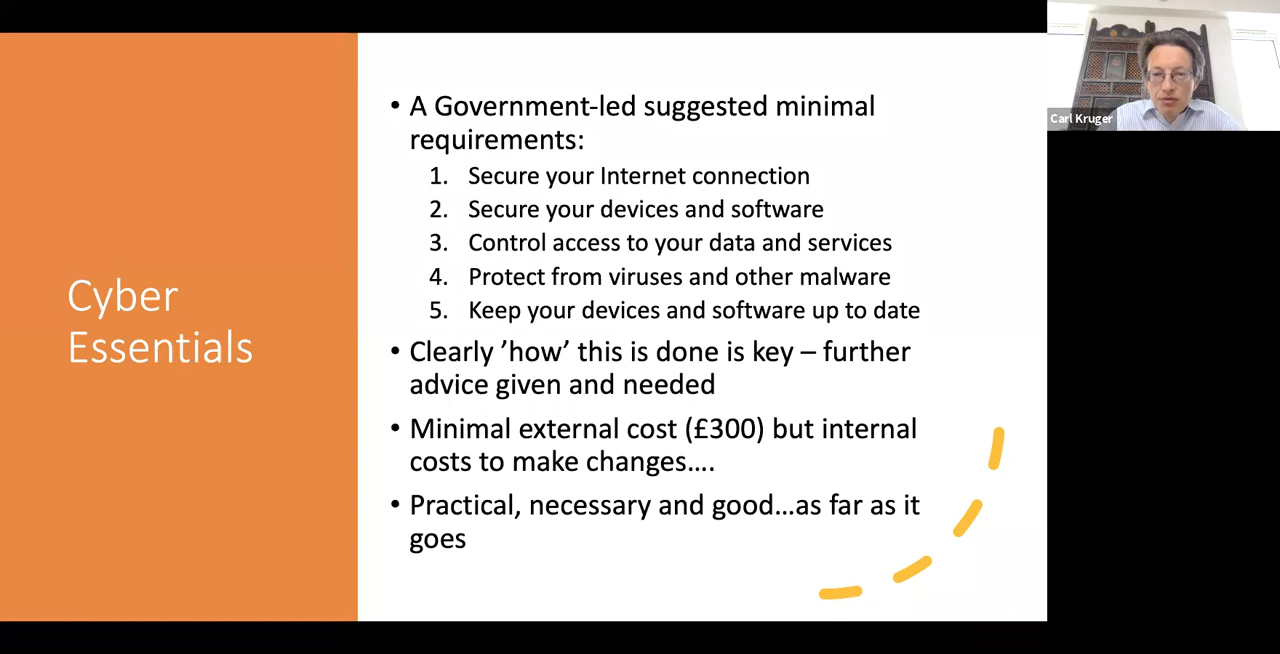 Cyber
Essentials
• A Government-led suggested minimal
requirements:
1. Secure your Internet connection
2. Secure your devices and software
3. Control access to your data and services
4. Protect from viruses and other malware
5. Keep your devices and software up to date
• Clearly ’how’ this is done is key – further
advice given and needed
• Minimal external cost (£300) but internal
costs to make changes….
• Practical, necessary and good…as far as it
goes
Carl Kruger